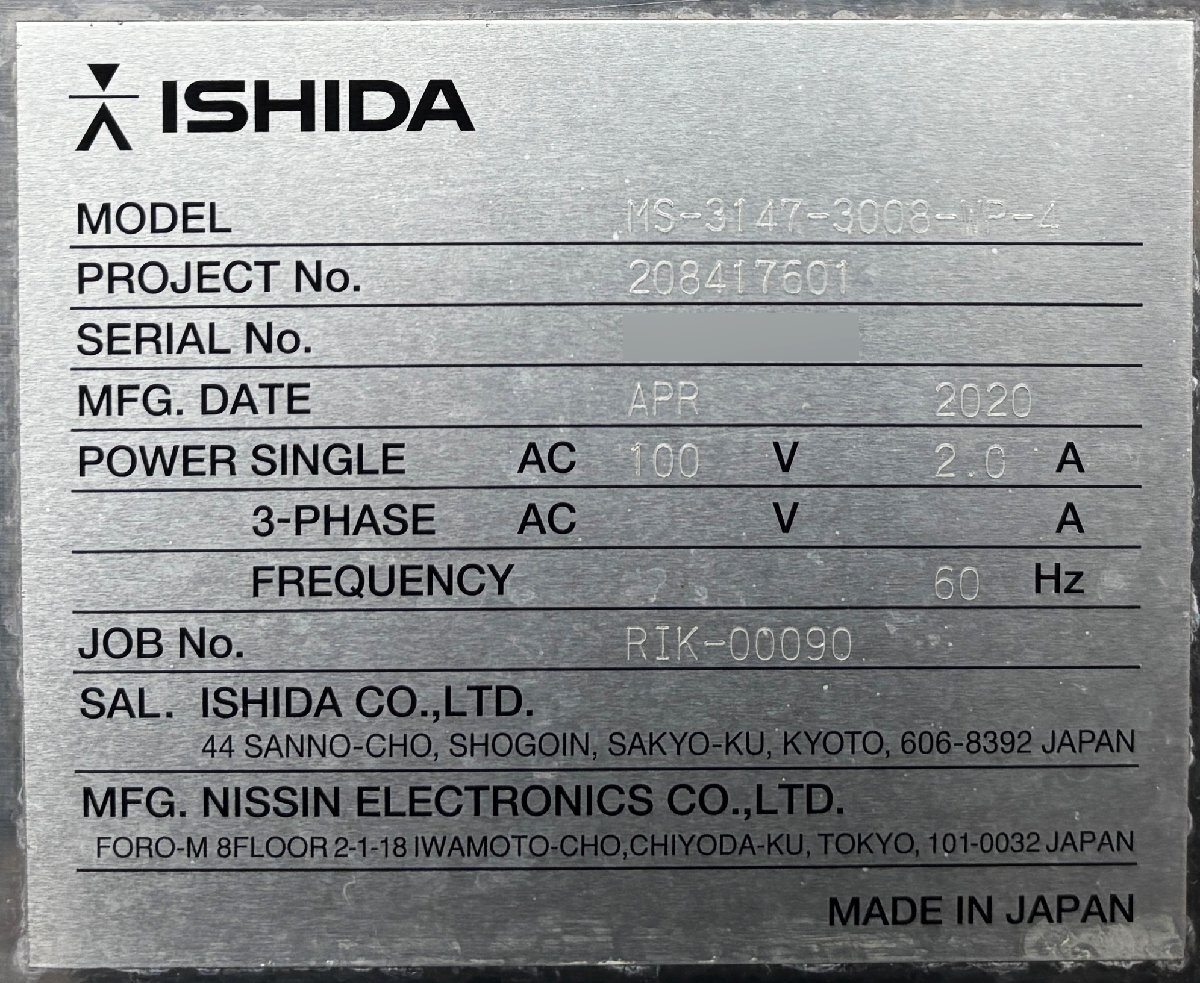 ISHIDA
MODEL MS-3147-3008-WP-4
PROJECT No. 208417601
SERIAL No.
MFG. DATE APR 2020
POWER SINGLE AC 100 V 2.0 A
3-PHASE AC V A
FREQUENCY 60 Hz
JOB No. RIK-00090
SAL. ISHIDA CO.,LTD.
44 SANNO-CHO, SHOGOIN, SAKYO-KU, KYOTO, 606-8392 JAPAN
MFG. NISSIN ELECTRONICS CO.,LTD.
FORO-M 8FLOOR 2-1-18 IWAMOTO-CHO,CHIYODA-KU, TOKYO, 101-0032 JAPAN
MADE IN JAPAN